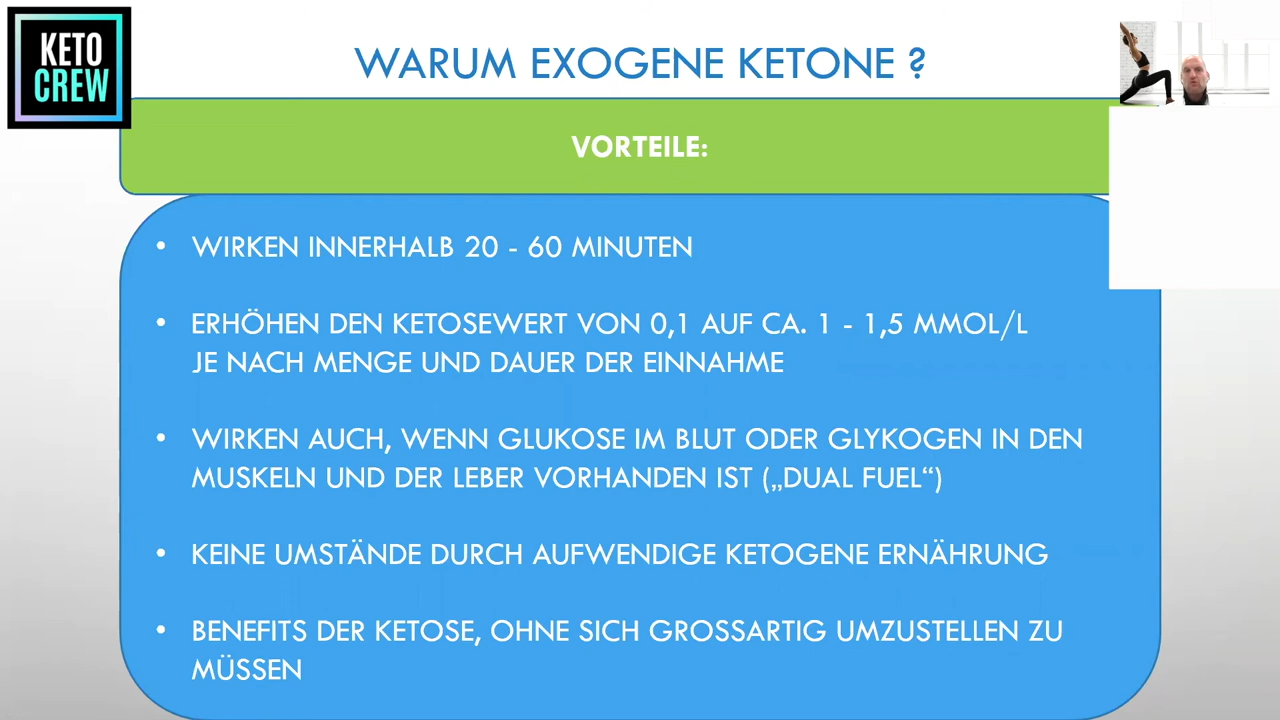 KETO
CREW
WARUM EXOGENE KETONE ?
VORTEILE:
• WIRKEN INNERHALB 20 - 60 MINUTEN
• ERHÖHEN DEN KETOSEWERT VON 0,1 AUF CA. 1 - 1,5 MMOL/L
JE NACH MENGE UND DAUER DER EINNAHME
• WIRKEN AUCH, WENN GLUKOSE IM BLUT ODER GLYKOGEN IN DEN
MUSKELN UND DER LEBER VORHANDEN IST („DUAL FUEL“)
• KEINE UMSTÄNDE DURCH AUFWENDIGE KETOGENE ERNÄHRUNG
• BENEFITS DER KETOSE, OHNE SICH GROSSARTIG UMZUSTELLEN ZU
MÜSSEN